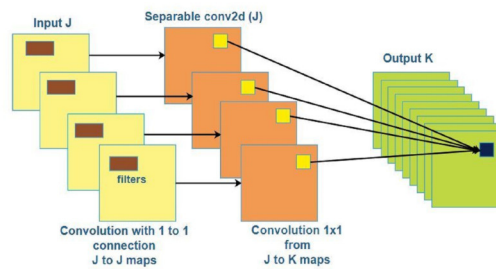 Input J
Separable conv2d (J)
Output K
filters
Convolution with 1 to 1
connection
J to J maps
Convolution 1x1
from
J to K maps